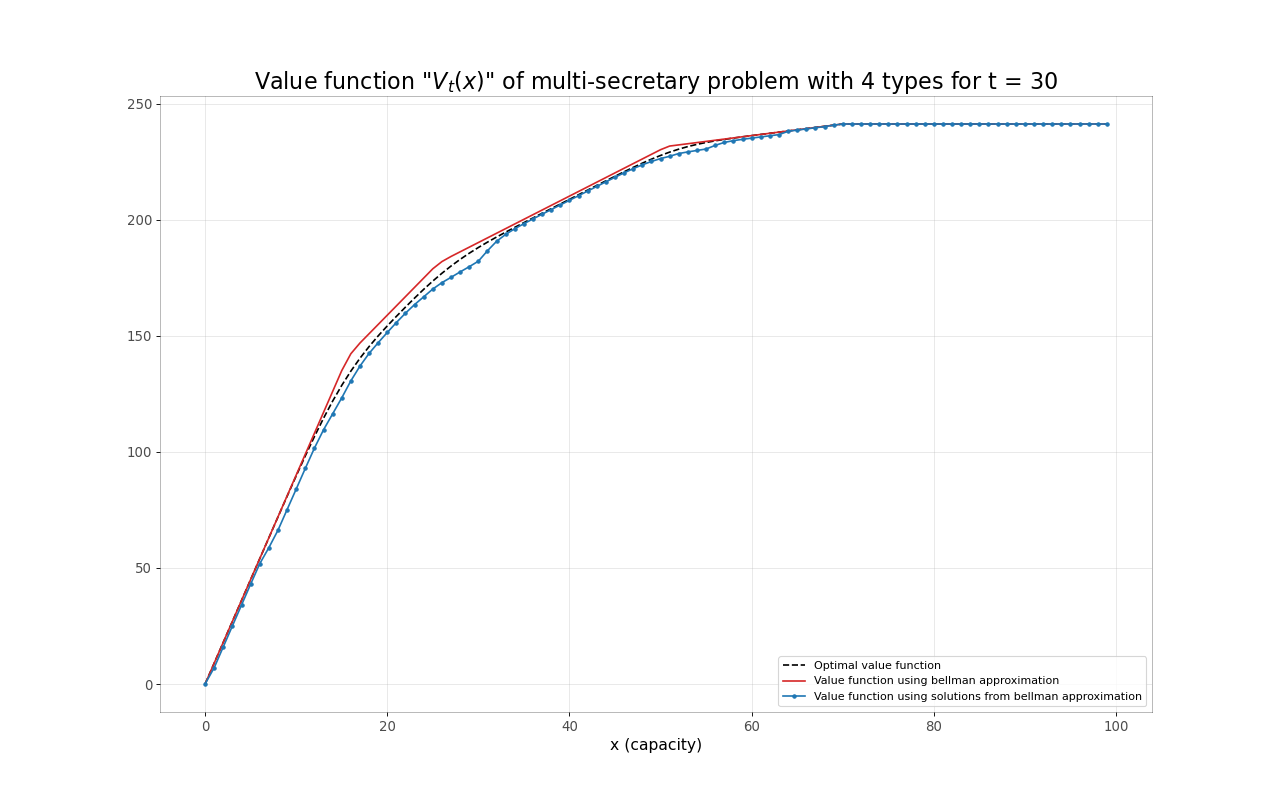 Value function "V_t(x)" of multi-secretary problem with 4 types for t = 30
250
200
150
100
50
0
0 20 40 60 80 100
x (capacity)
Optimal value function
Value function using bellman approximation
Value function using solutions from bellman approximation